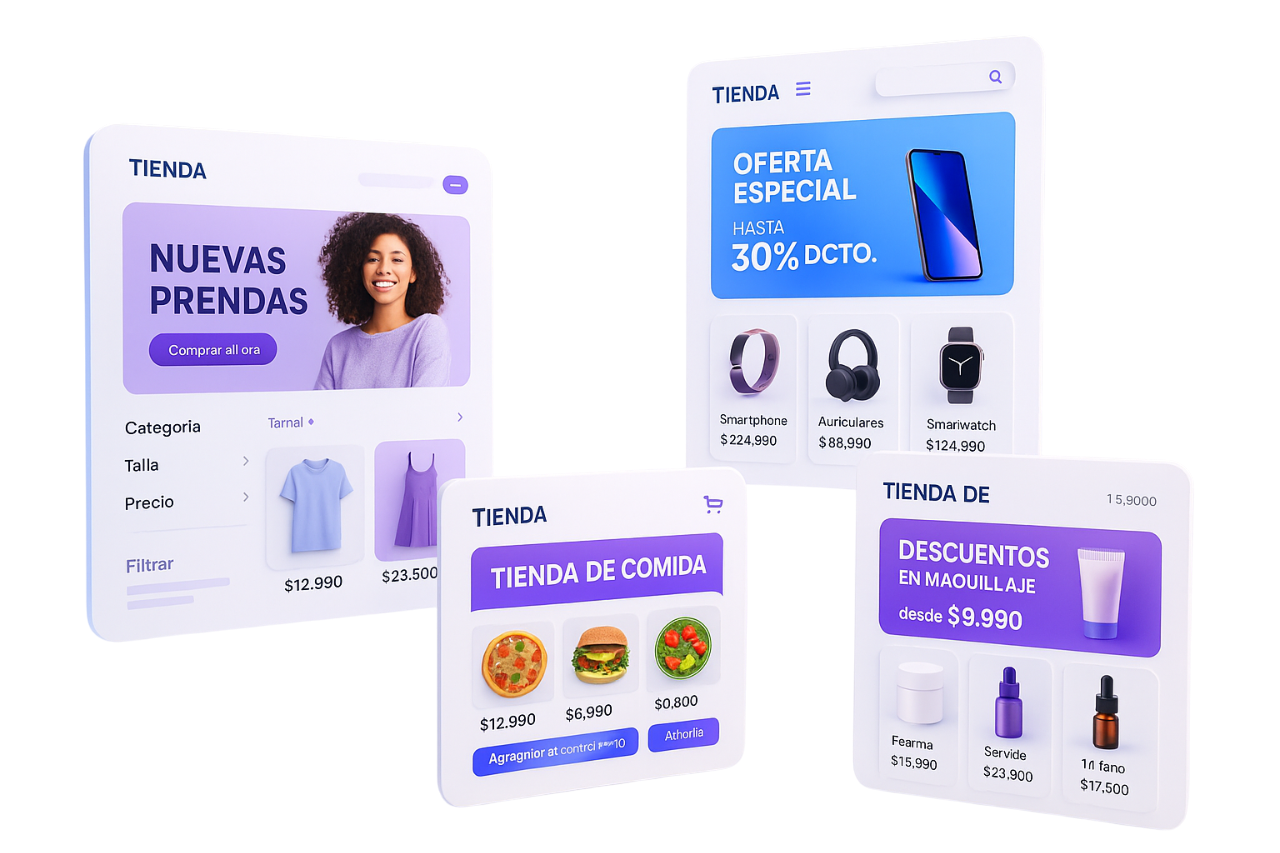 TIENDA
NUEVAS
PRENDAS
Comprar all ora
Categoria
Talla
Precio
Filtrar
Tarnal
$12.990
$23.500
TIENDA
OFERTA
ESPECIAL
HASTA
30% DCTO.
Smartphone
$224,990
Auriculares
$88,990
Smariwatch
$124,990
TIENDA
TIENDA DE COMIDA
$12.990
$6,990
$0,800
Agragnior at contrci
10
Athorlia
TIENDA DE
15,9000
DESCUENTOS
EN MAOUILLAJE
desde $9.990
Fearma
$15,990
Servide
$23,900
fano
$17,500